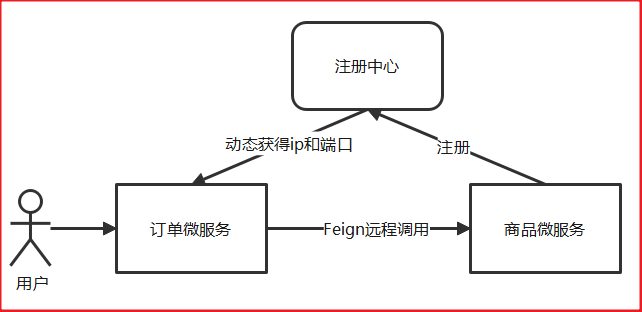 注册中心
动态获得ip和端口
注册
订单微服务
Feign远程调用
商品微服务
用户